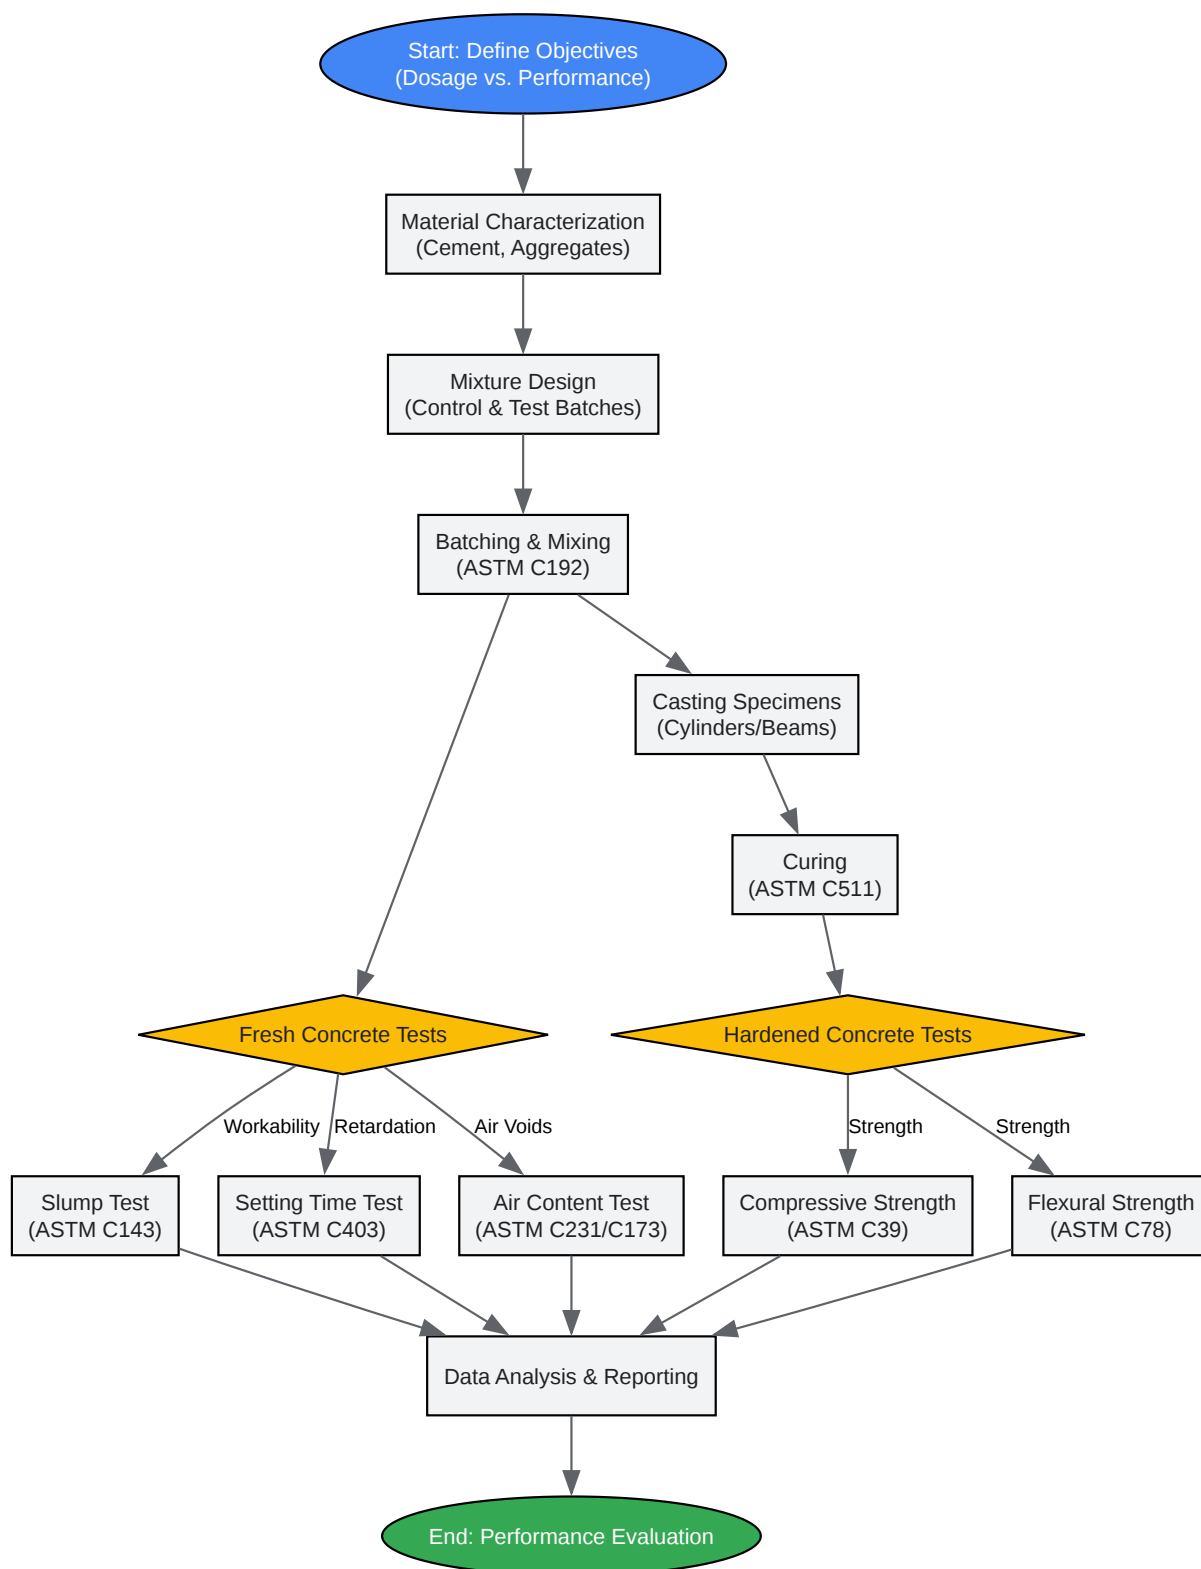 Start: Define Objectives
(Dosage vs. Performance)
Material Characterization
(Cement, Aggregates)
Mixture Design
(Control & Test Batches)
Batching & Mixing
(ASTM C192)
Casting Specimens
(Cylinders/Beams)
Curing
(ASTM C511)
Fresh Concrete Tests
Hardened Concrete Tests
Workability
Retardation
Air Voids
Strength
Strength
Slump Test
(ASTM C143)
Setting Time Test
(ASTM C403)
Air Content Test
(ASTM C231/C173)
Compressive Strength
(ASTM C39)
Flexural Strength
(ASTM C78)
Data Analysis & Reporting
End: Performance Evaluation